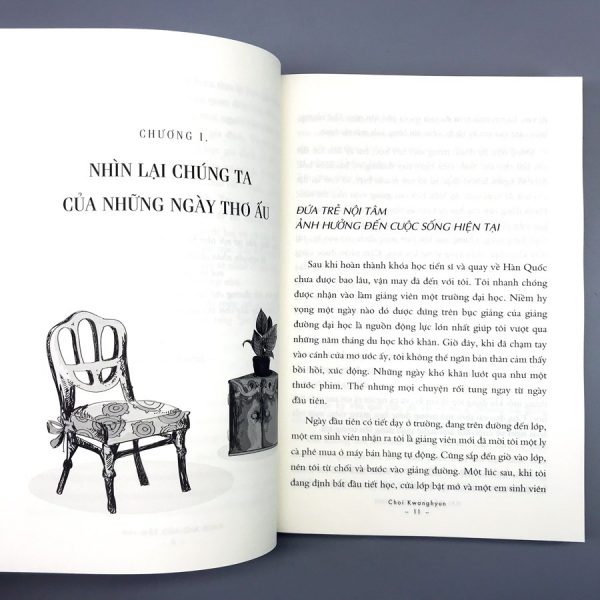 CHƯƠNG 1.
NHÌN LẠI CHÚNG TA
CỦA NHỮNG NGÀY THƠ ẤU
ĐỨA TRẺ NỘI TÂM
ẢNH HƯỞNG ĐẾN CUỘC SỐNG HIỆN TẠI
Sau khi hoàn thành khóa học tiến sĩ và quay về Hàn Quốc
chưa được bao lâu, vận may đã đến với tôi. Tôi nhanh chóng
được nhận vào làm giảng viên một trường đại học. Niềm hy
vọng một ngày nào đó được đứng trên bục giảng của giảng
đường đại học là nguồn động lực lớn nhất giúp tôi vượt qua
những năm tháng du học khó khăn. Giờ đây, khi đã chạm tay
vào cánh cửa mơ ước ấy, tôi không thể ngăn bản thân cảm thấy
bồi hồi, xúc động. Những ngày khó khăn lướt qua như một
thước phim. Thế nhưng mọi chuyện rối tung ngay từ ngày
đầu tiên.
Ngày đầu tiên có tiết dạy ở trường, đang trên đường đến lớp,
một em sinh viên nhận ra tôi là giảng viên mới đã mời tôi một ly
cà phê mua ở máy bán hàng tự động. Cũng sắp đến giờ vào lớp,
nên tôi từ chối và bước vào giảng đường. Một lúc sau, khi tôi
đang định bắt đầu tiết học, cửa lớp bật mở và một em sinh viên
Choi Kwanghyun
– 11 –